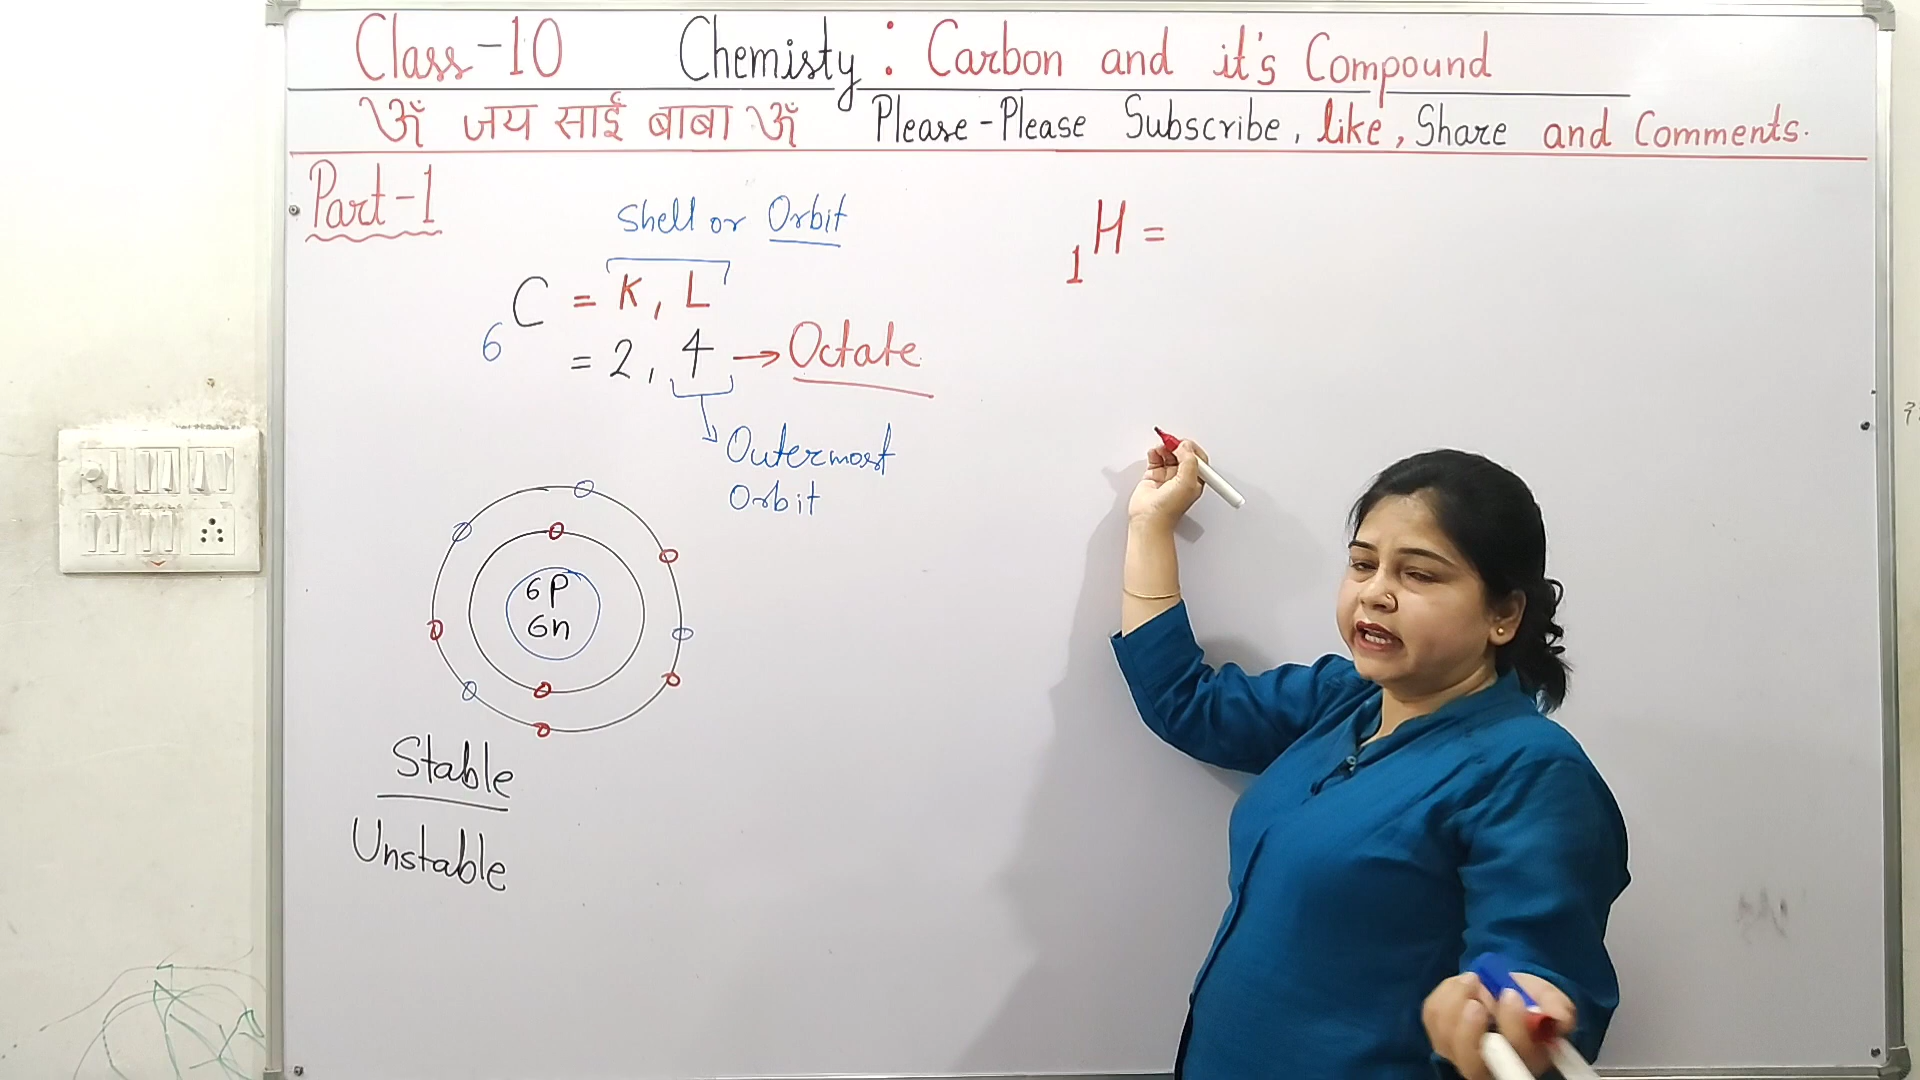 Class-10 Chemisty: Carbon and it's Compound
ॐ जय साईं बाबा ॐ Please-Please Subscribe, like, Share and Comments.
Part-1
Shell or Orbit
6C = K, L
= 2, 4 → Octate
Outermost
Orbit
6P
6n
Stable
Unstable
1H =